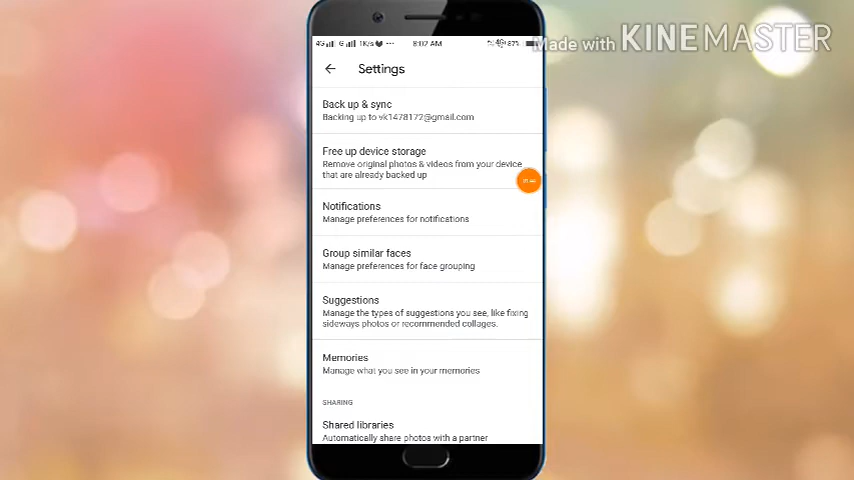 8:02 AM
Made with KINEMASTER
Settings
Back up & sync
Backing up to vk1478172@gmail.com
Free up device storage
Remove original photos & videos from your device
that are already backed up
Notifications
Manage preferences for notifications
Group similar faces
Manage preferences for face grouping
Suggestions
Manage the types of suggestions you see, like fixing
sideways photos or recommended collages.
Memories
Manage what you see in your memories
SHARING
Shared libraries
Automatically share photos with a partner